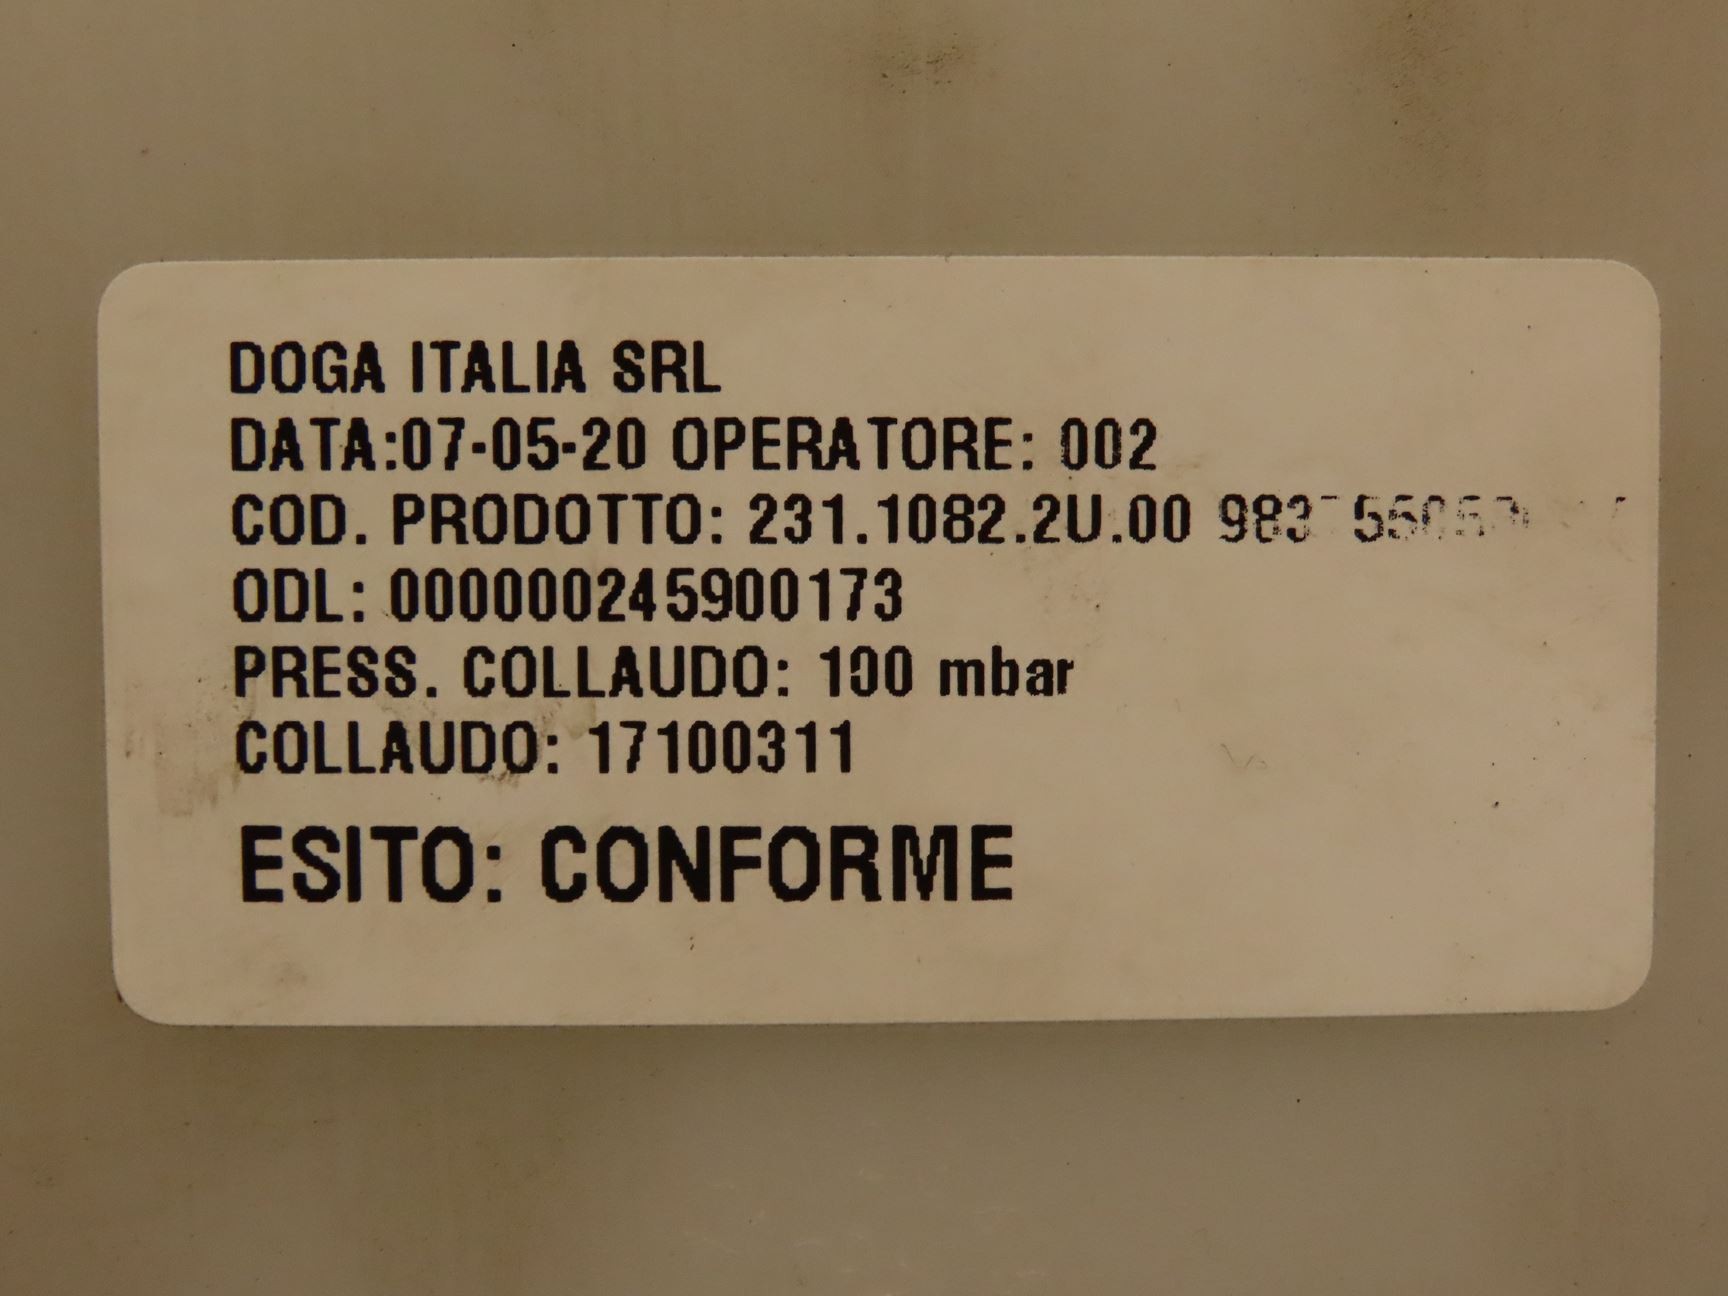 DOGA ITALIA SRL
DATA:07-05-20 OPERATORE: 002
COD. PRODOTTO: 231.1082.2U.00
ODL: 000000245900173
PRESS. COLLAUDO: 100 mbar
COLLAUDO: 17100311
ESITO: CONFORME